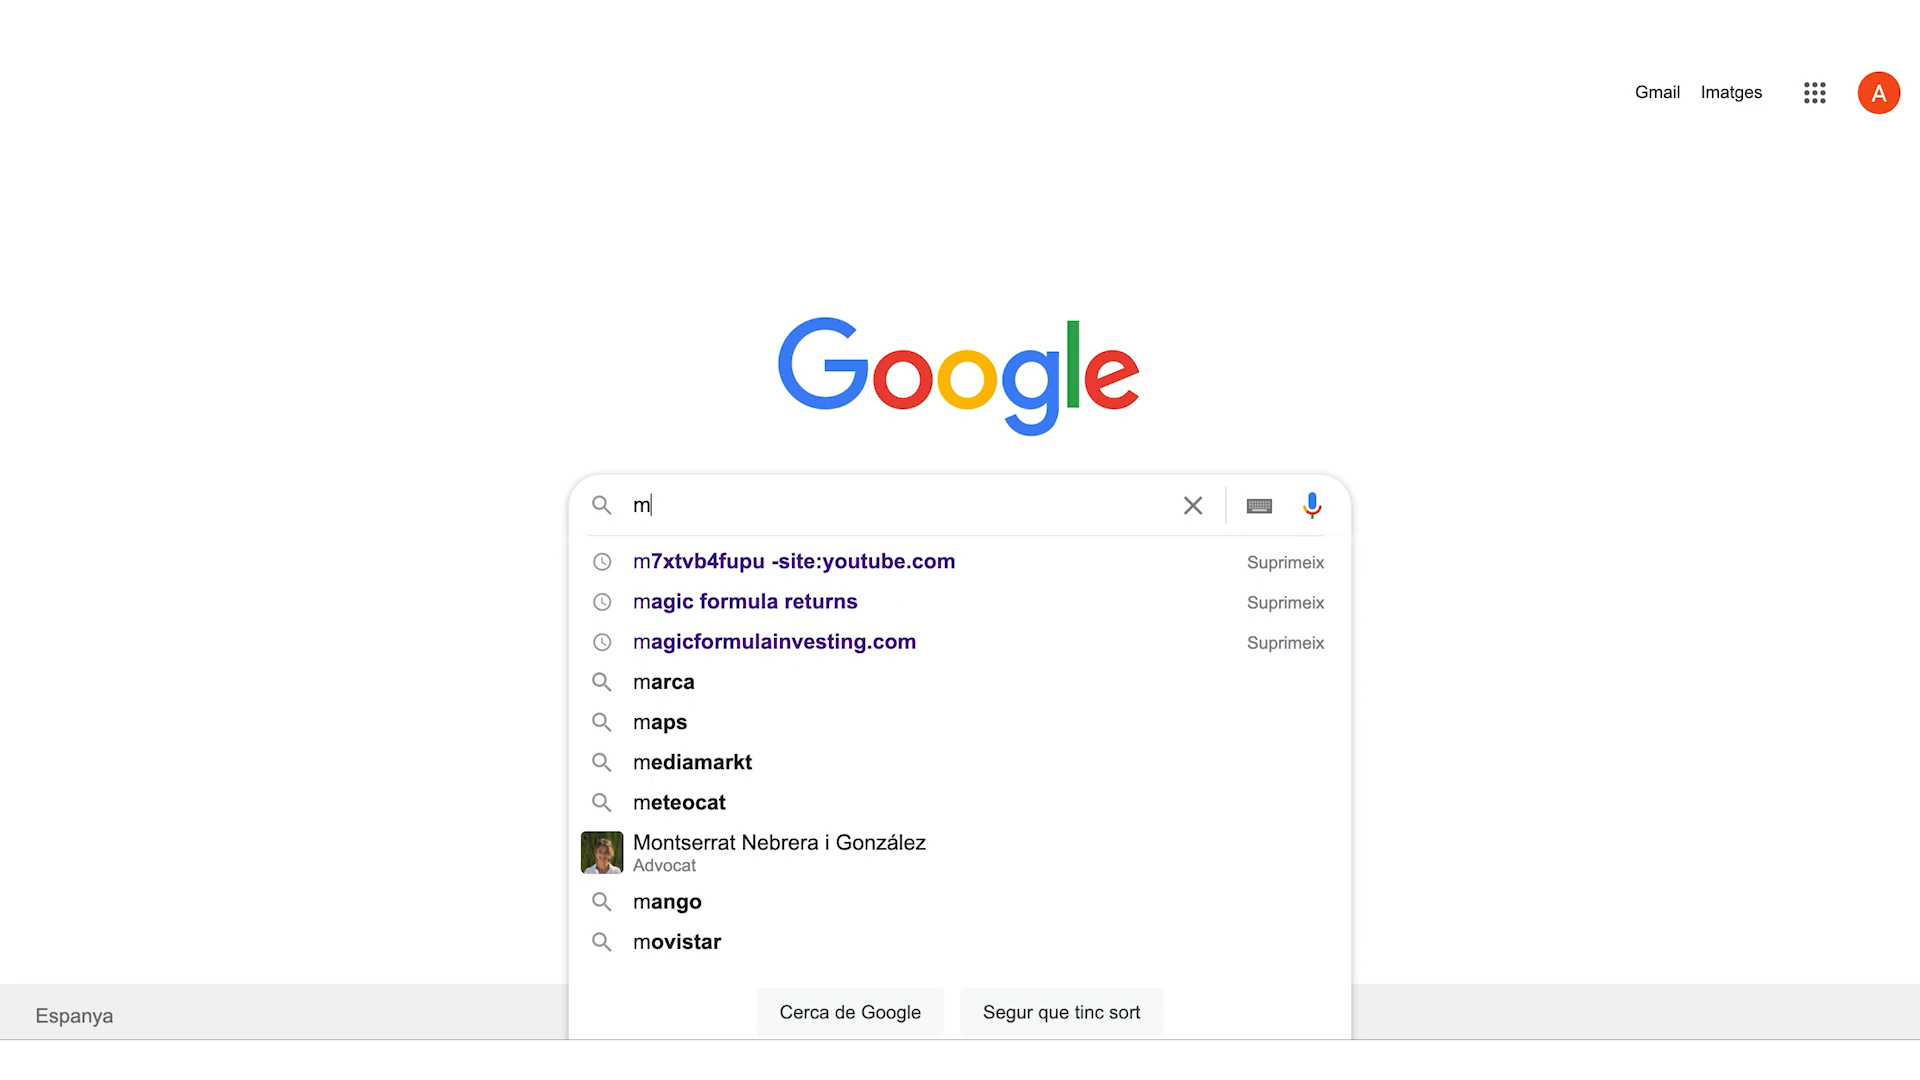 Gmail Imatges A
Google
m
m7xtvb4fupu -site:youtube.com Suprimeix
magic formula returns Suprimeix
magicformulainvesting.com Suprimeix
marca
maps
mediamarkt
meteocat
Montserrat Nebrera i González
Advocat
mango
movistar
Cerca de Google Segur que tinc sort
Espanya